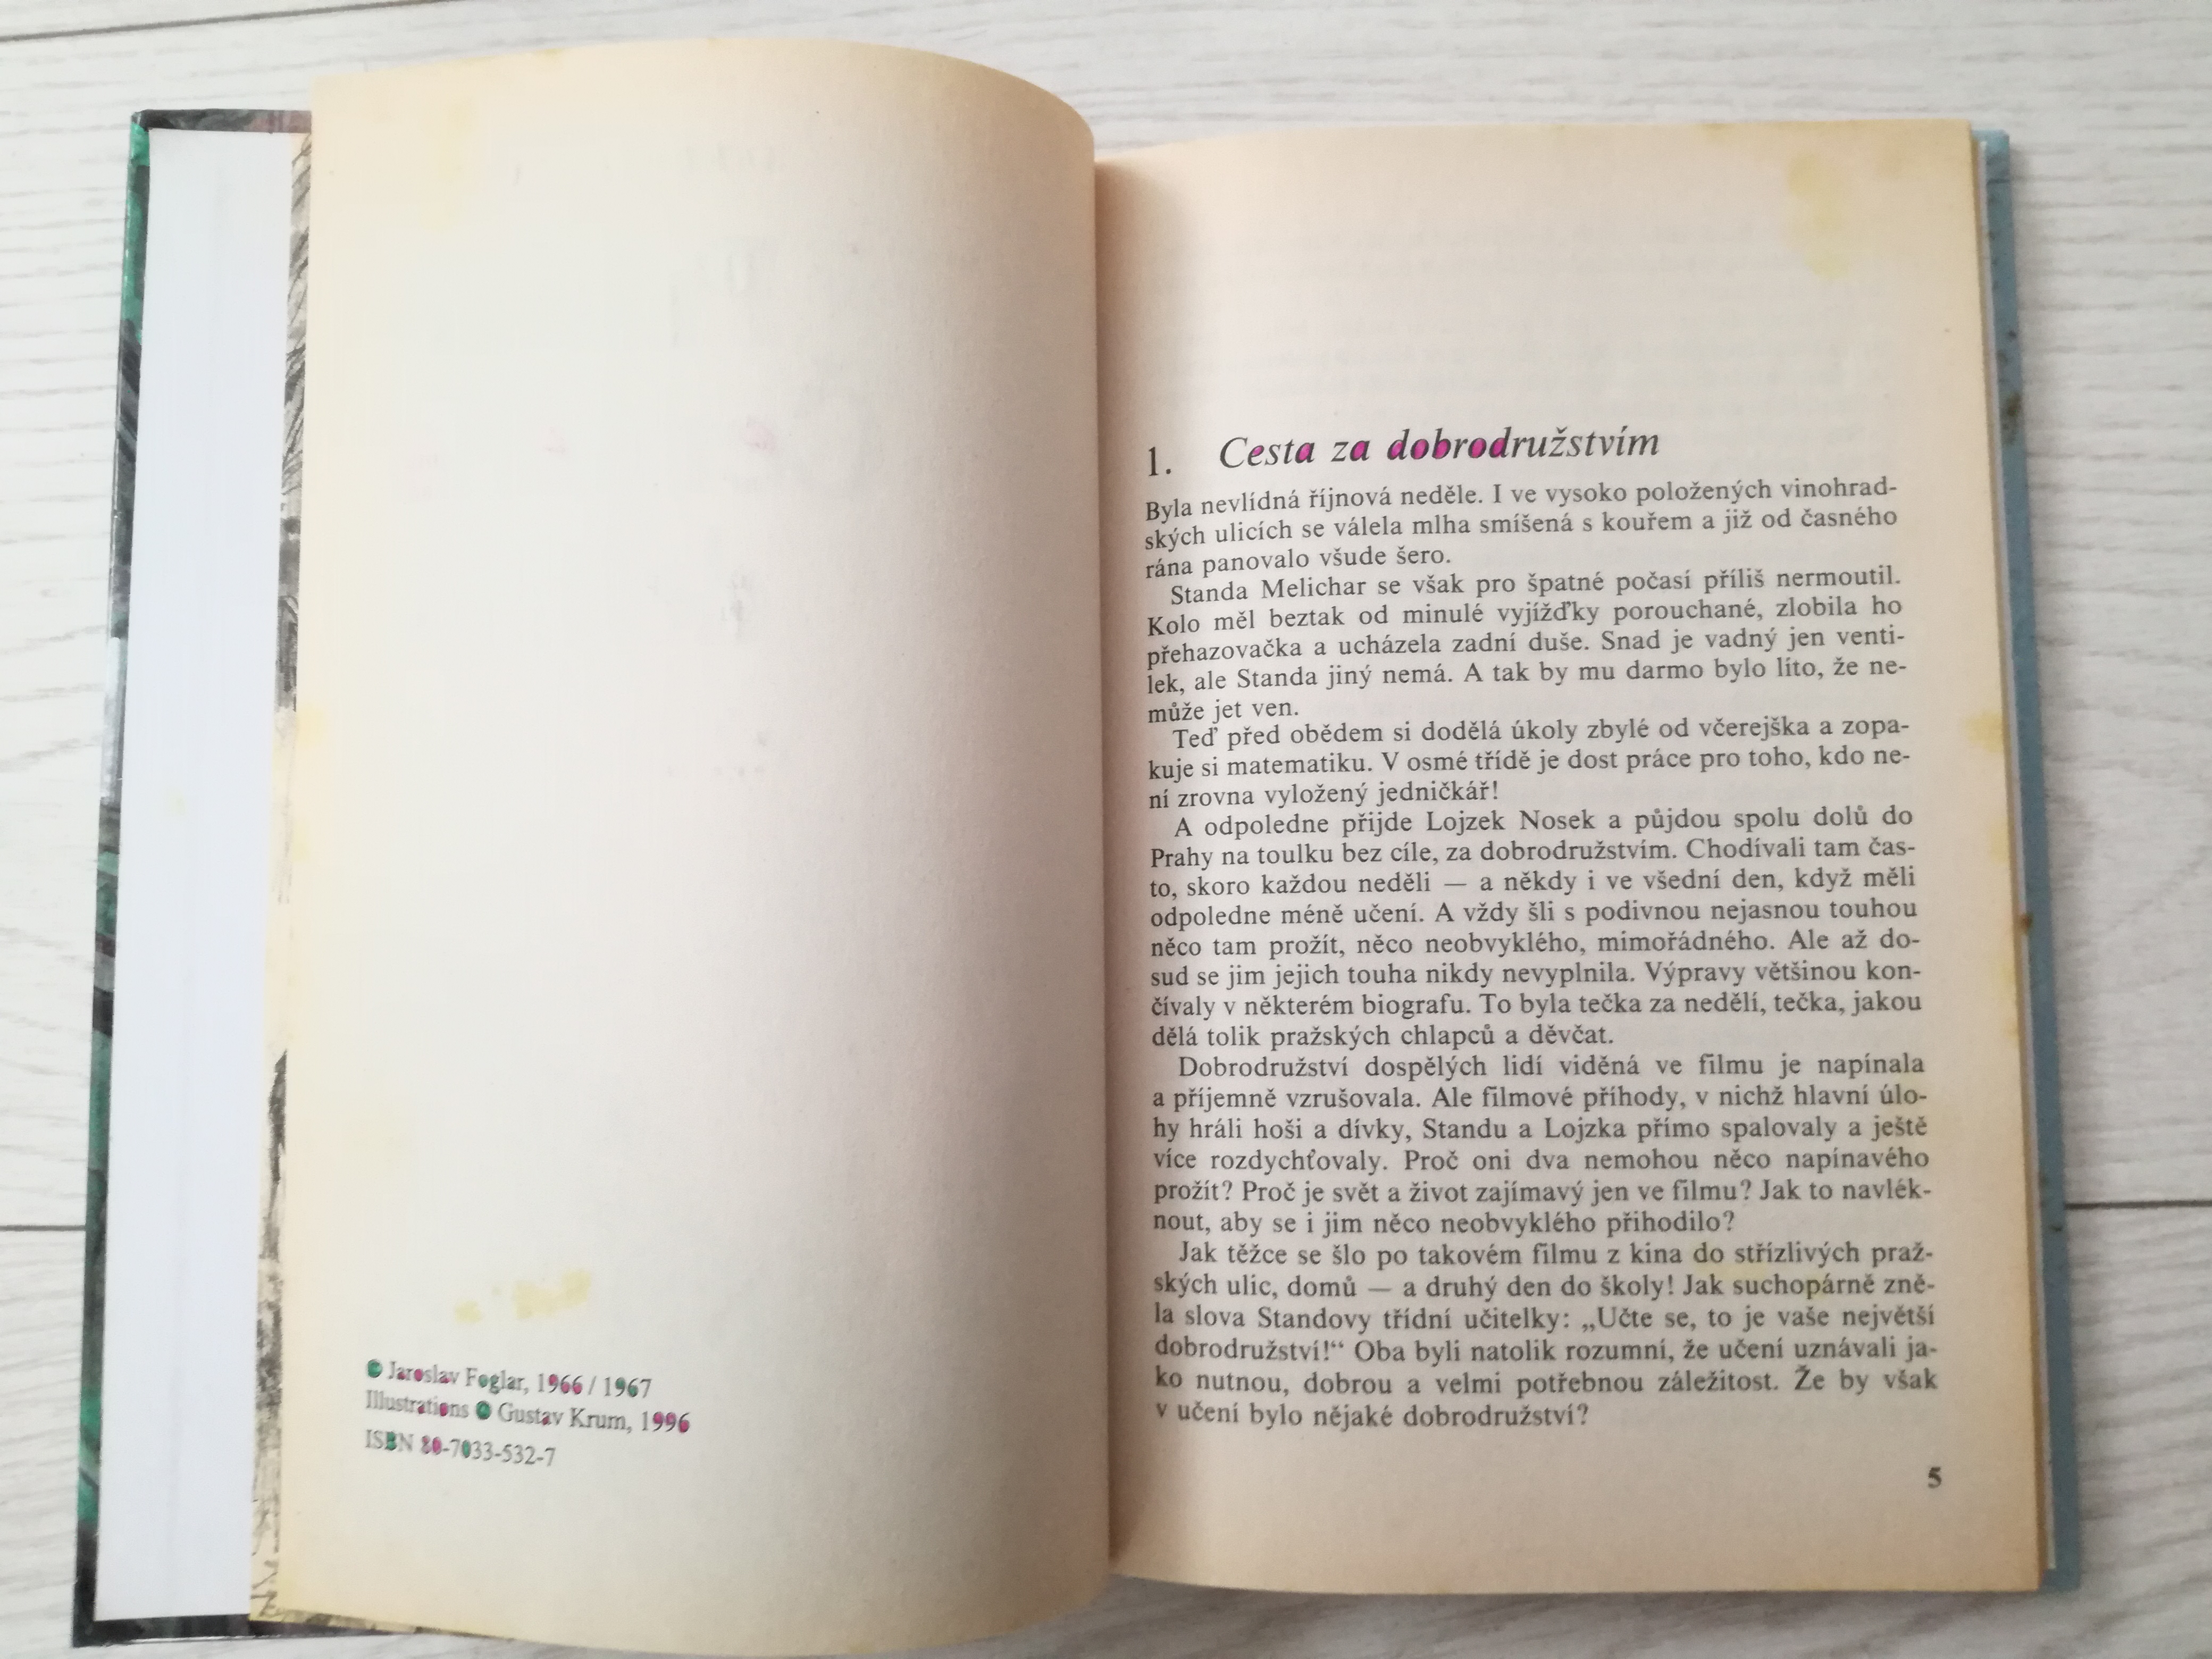 © Jaroslav Foglar, 1966 / 1967
Illustrations © Gustav Krum, 1996
ISBN 80-7033-532-7
1. Cesta za dobrodružstvím
Byla nevlídná říjnová neděle. I ve vysoko položených vinohrad-
ských ulicích se válela mlha smíšená s kouřem a již od časného
rána panovalo všude šero.
Standa Melichar se však pro špatné počasí příliš nermoutil.
Kolo měl beztak od minulé vyjížďky porouchané, zlobila ho
přehazovačka a ucházela zadní duše. Snad je vadný jen venti-
lek, ale Standa jiný nemá. A tak by mu darmo bylo líto, že ne-
může jet ven.
Teď před obědem si dodělá úkoly zbylé od včerejška a zopa-
kuje si matematiku. V osmé třídě je dost práce pro toho, kdo ne-
ní zrovna vyložený jedničkář!
A odpoledne přijde Lojzek Nosek a půjdou spolu dolů do
Prahy na toulku bez cíle, za dobrodružstvím. Chodívali tam čas-
to, skoro každou neděli — a někdy i ve všední den, když měli
odpoledne méně učení. A vždy šli s podivnou nejasnou touhou
něco tam prožít, něco neobvyklého, mimořádného. Ale až do-
sud se jim jejich touha nikdy nevyplnila. Výpravy většinou kon-
čívaly v některém biografu. To byla tečka za nedělí, tečka, jakou
dělá tolik pražských chlapců a děvčat.
Dobrodružství dospělých lidí viděná ve filmu je napínala
a příjemně vzrušovala. Ale filmové příhody, v nichž hlavní úlo-
hy hráli hoši a dívky, Standu a Lojzka přímo spalovaly a ještě
více rozdychťovaly. Proč oni dva nemohou něco napínavého
prožít? Proč je svět a život zajímavý jen ve filmu? Jak to navlék-
nout, aby se i jim něco neobvyklého přihodilo?
Jak těžce se šlo po takovém filmu z kina do střízlivých praž-
ských ulic, domů — a druhý den do školy! Jak suchopárně zně-
la slova Standovy třídní učitelky: „Učte se, to je vaše největší
dobrodružství!“ Oba byli natolik rozumní, že učení uznávali ja-
ko nutnou, dobrou a velmi potřebnou záležitost. Že by však
v učení bylo nějaké dobrodružství?
5